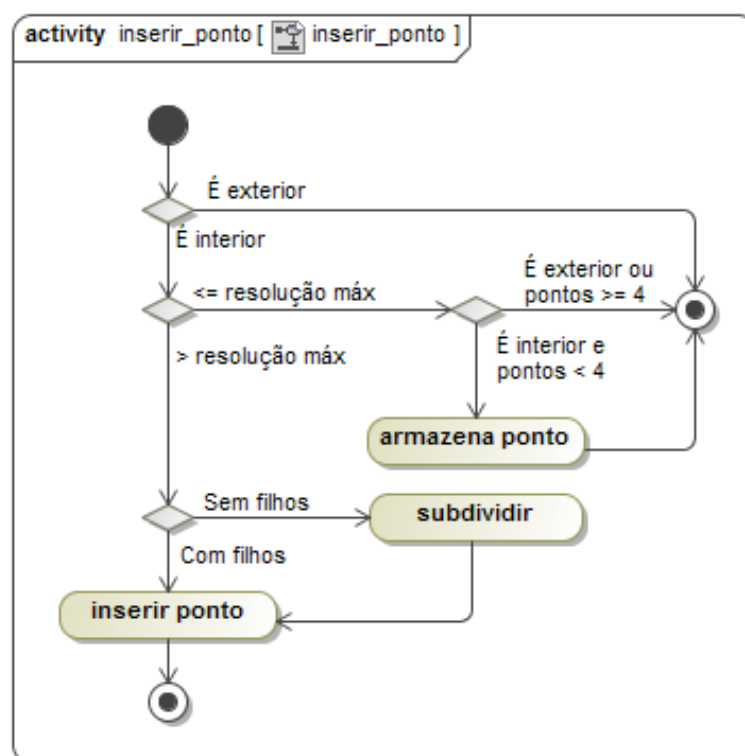 activity inserir_ponto [ inserir_ponto ]
É exterior
É interior
<= resolução máx
É exterior ou
pontos >= 4
> resolução máx
É interior e
pontos < 4
armazena ponto
Sem filhos
subdividir
Com filhos
inserir ponto